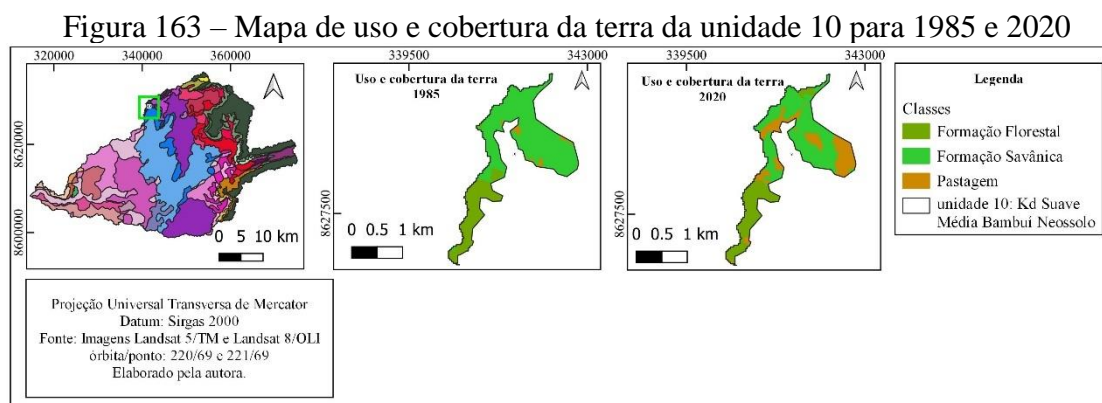 Figura 163 – Mapa de uso e cobertura da terra da unidade 10 para 1985 e 2020
320000 340000 360000
8620000
8600000
0 5 10 km
339500 343000
Uso e cobertura da terra
1985
8627500
0 0.5 1 km
339500 343000
Uso e cobertura da terra
2020
8627500
0 0.5 1 km
Legenda
Classes
Formação Florestal
Formação Savânica
Pastagem
unidade 10: Kd Suave
Média Bambuí Neossolo
Projeção Universal Transversa de Mercator
Datum: Sirgas 2000
Fonte: Imagens Landsat 5/TM e Landsat 8/OLI
órbita/ponto: 220/69 e 221/69
Elaborado pela autora.